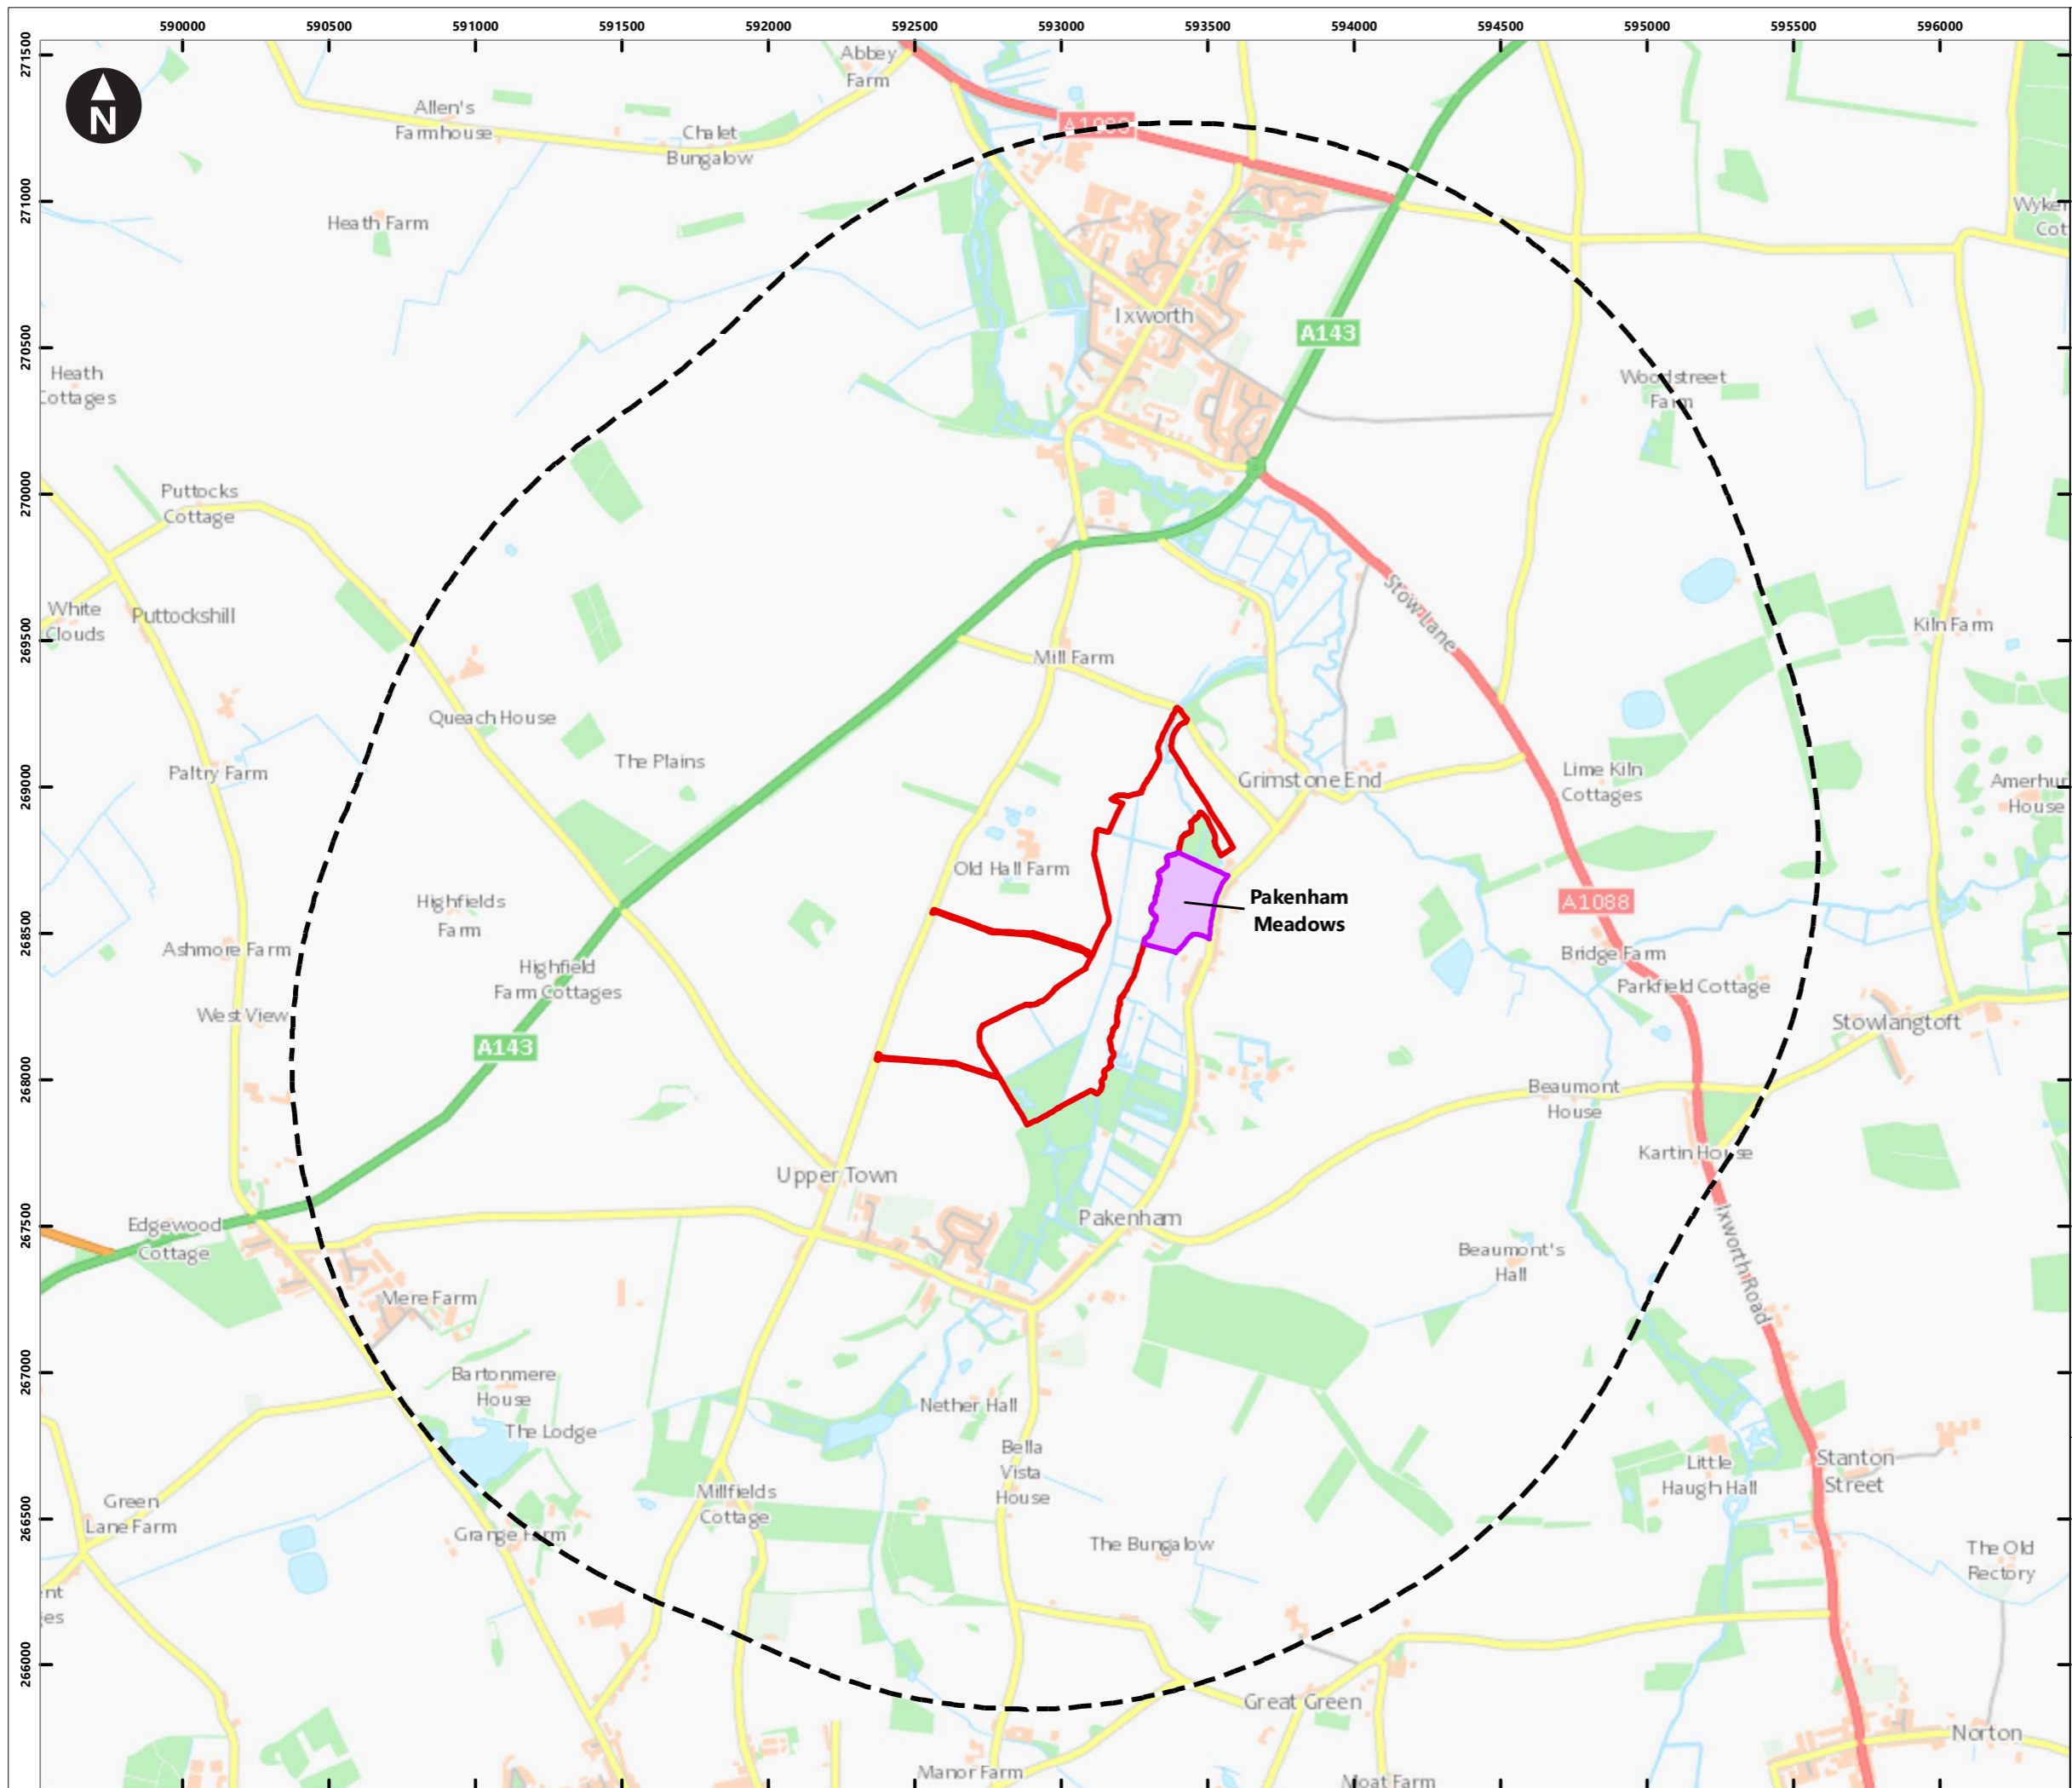 590000 590500 591000 591500 592000 592500 593000 593500 594000 594500 595000 595500 596000
271500
271000
270500
270000
269500
269000
268500
268000
267500
267000
266500
266000
N
Abbey
Farm
Allen's
Farmhouse
Chalet
Bungalow
Heath Farm
Ixworth
A143
Heath
Cottages
Woodstreet
Farm
Puttocks
Cottage
White
Clouds
Puttockshill
Stow Lane
Kiln Farm
Mill Farm
Queach House
The Plains
Paltry Farm
Grimstone End
Lime Kiln
Cottages
House
Old Hall Farm
Pakenham
Meadows
A1088
Highfields
Farm
Ashmore Farm
Highfield
Farm Cottages
Bridge Farm
Parkfield Cottage
West View
Stowlangtoft
A143
Beaumont
House
Kartin House
Upper Town
Pakenham
Edgewood
Cottage
Ixworth Road
Beaumont's
Hall
Mere Farm
Bartonmere
House
The Lodge
Nether Hall
Bella
Vista
House
Millfields
Cottage
Little
Haugh Hall
Stanton
Street
Green
Lane Farm
Grange Farm
The Bungalow
The Old
Rectory
Great Green
Norton
Manor Farm
Moat Farm